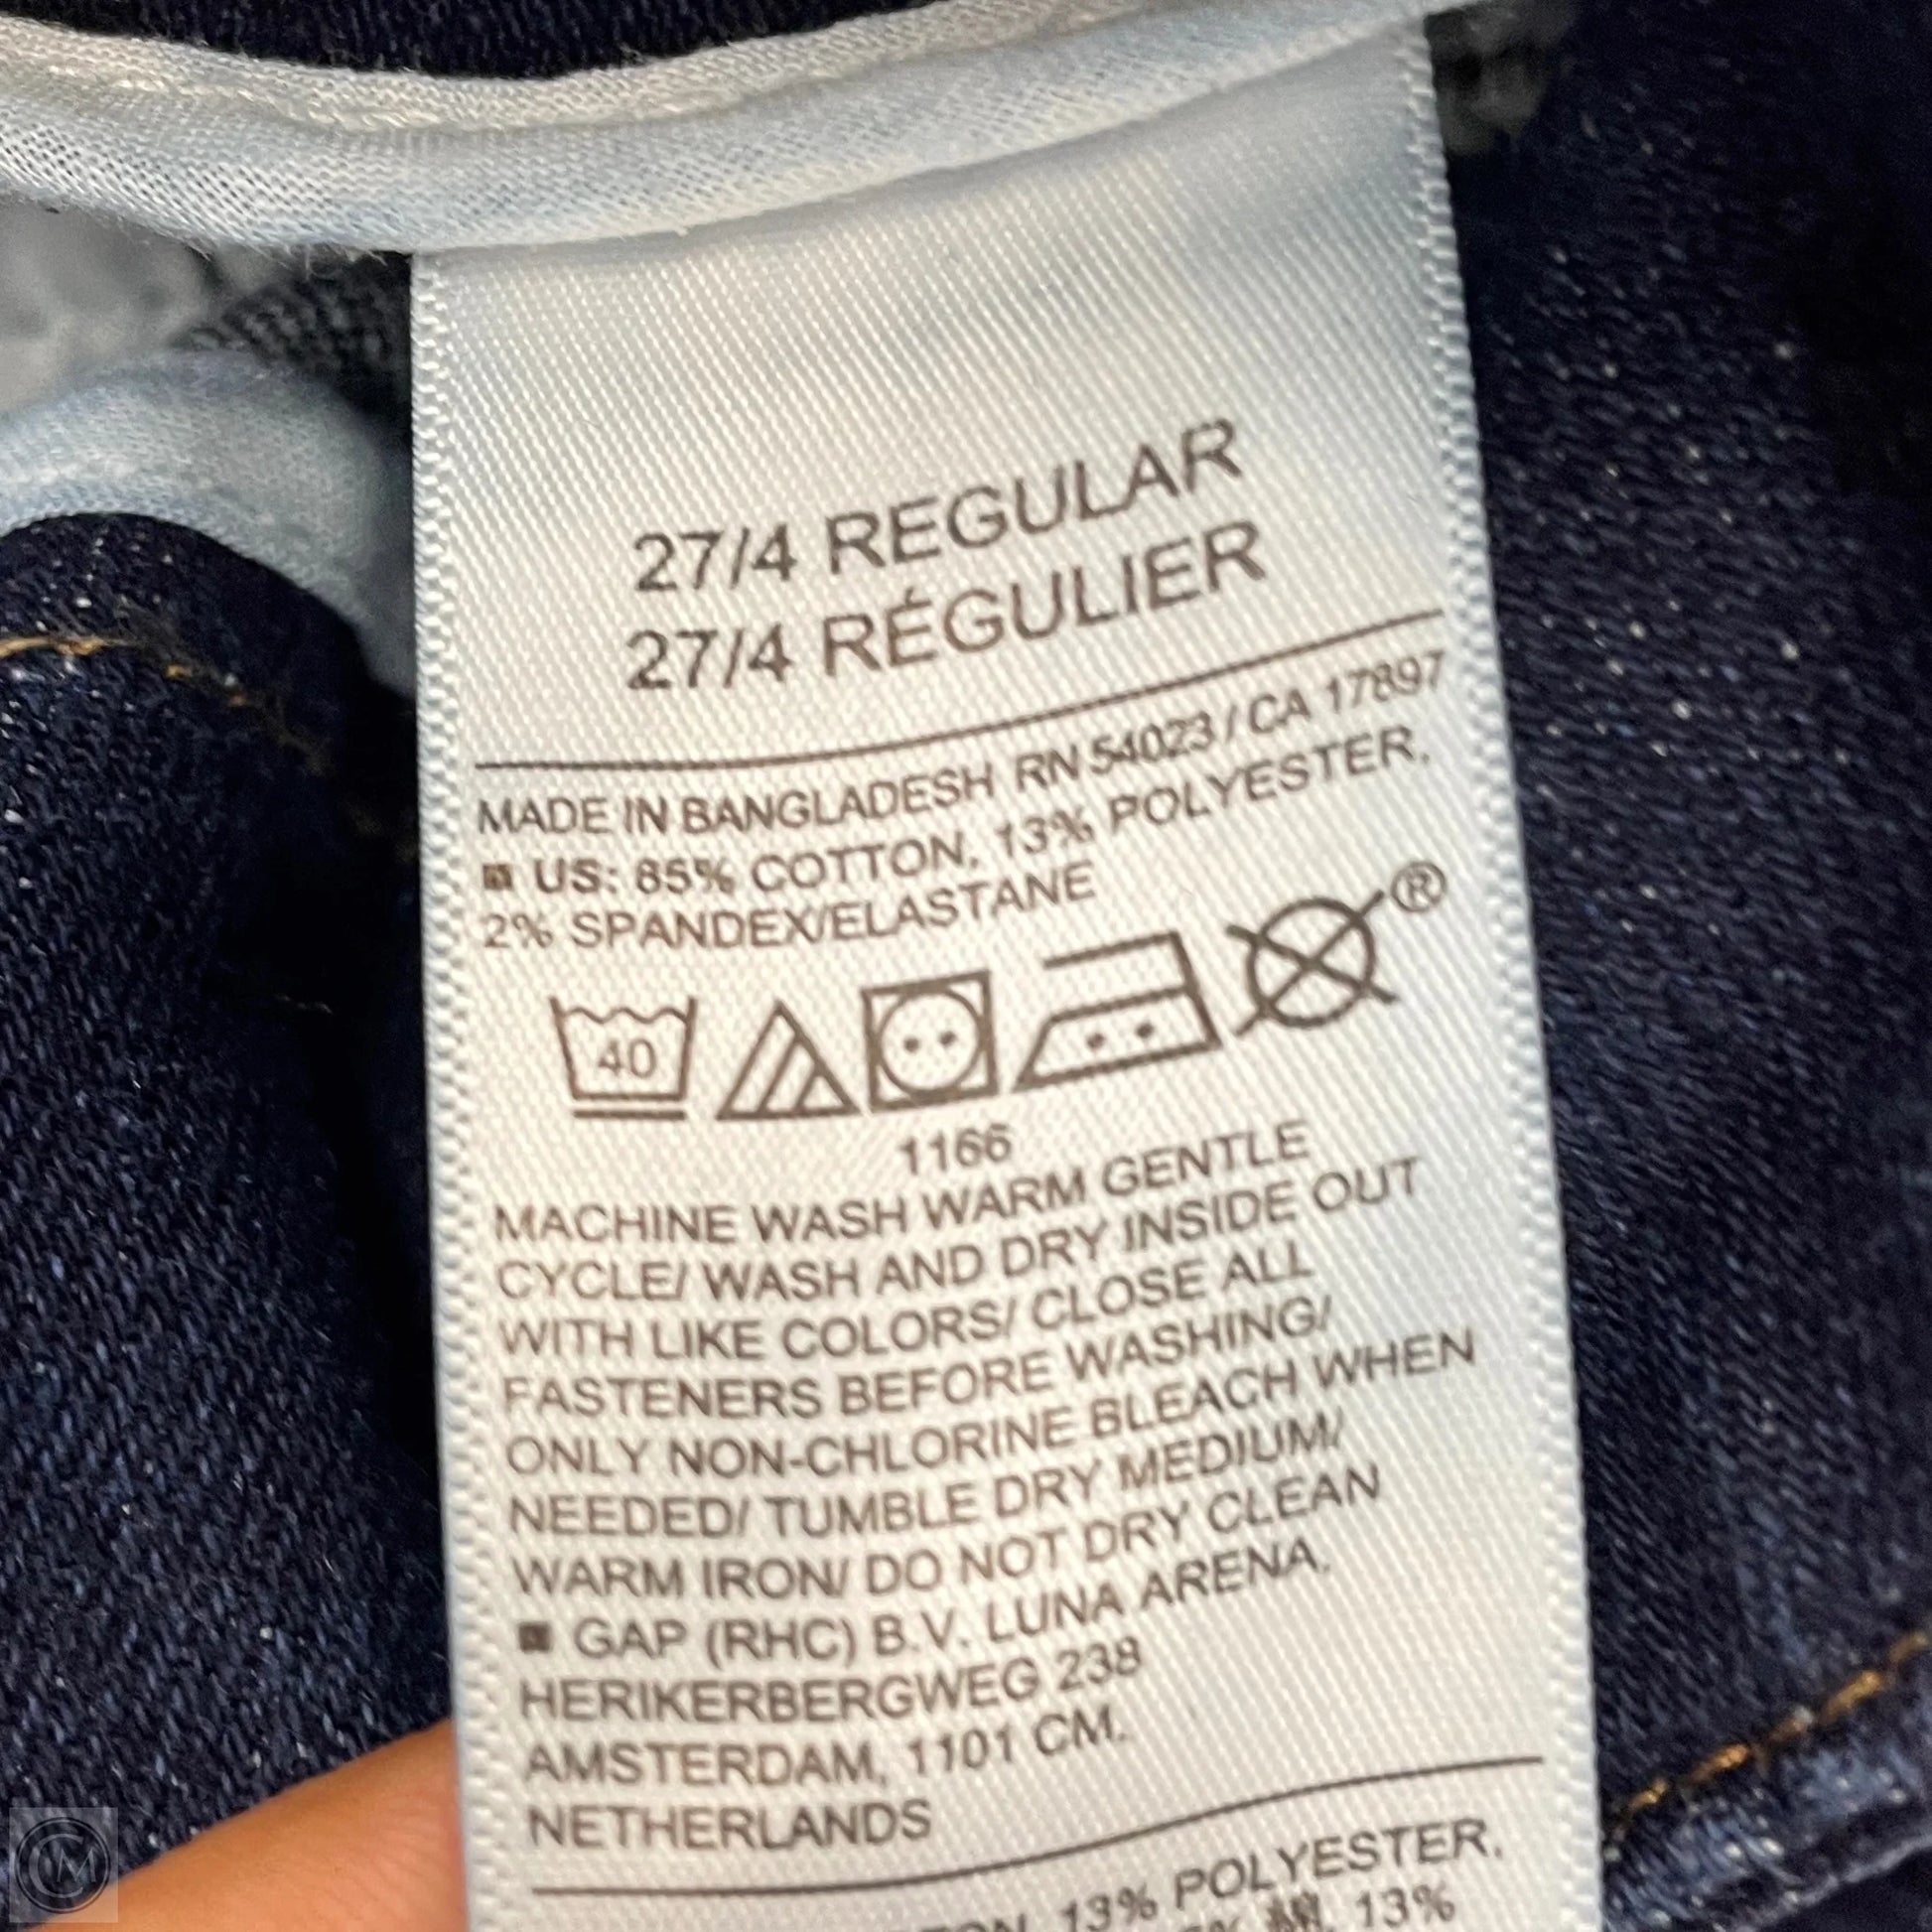 27/4 REGULAR
27/4 RÉGULIER
MADE IN BANGLADESH RN 54023 / CA 17897
US: 85% COTTON, 13% POLYESTER,
2% SPANDEX/ELASTANE
®
40
1166
MACHINE WASH WARM GENTLE
CYCLE/ WASH AND DRY INSIDE OUT
WITH LIKE COLORS/ CLOSE ALL
FASTENERS BEFORE WASHING/
ONLY NON-CHLORINE BLEACH WHEN
NEEDED/ TUMBLE DRY MEDIUM/
WARM IRON/ DO NOT DRY CLEAN
GAP (RHC) B.V. LUNA ARENA,
HERIKERBERGWEG 238
AMSTERDAM, 1101 CM.
NETHERLANDS
13% POLYESTER,
13%